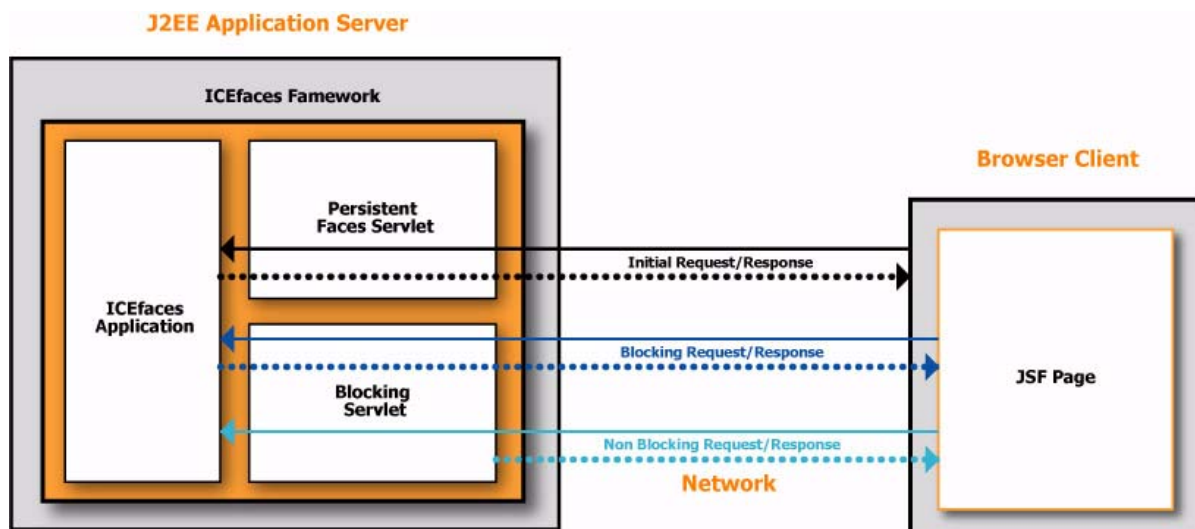 J2EE Application Server
ICEfaces Famework
Browser Client
Persistent
Faces Servlet
Initial Request/Response
ICEfaces
Application
Blocking Request/Response
JSF Page
Blocking
Servlet
Non Blocking Request/Response
Network